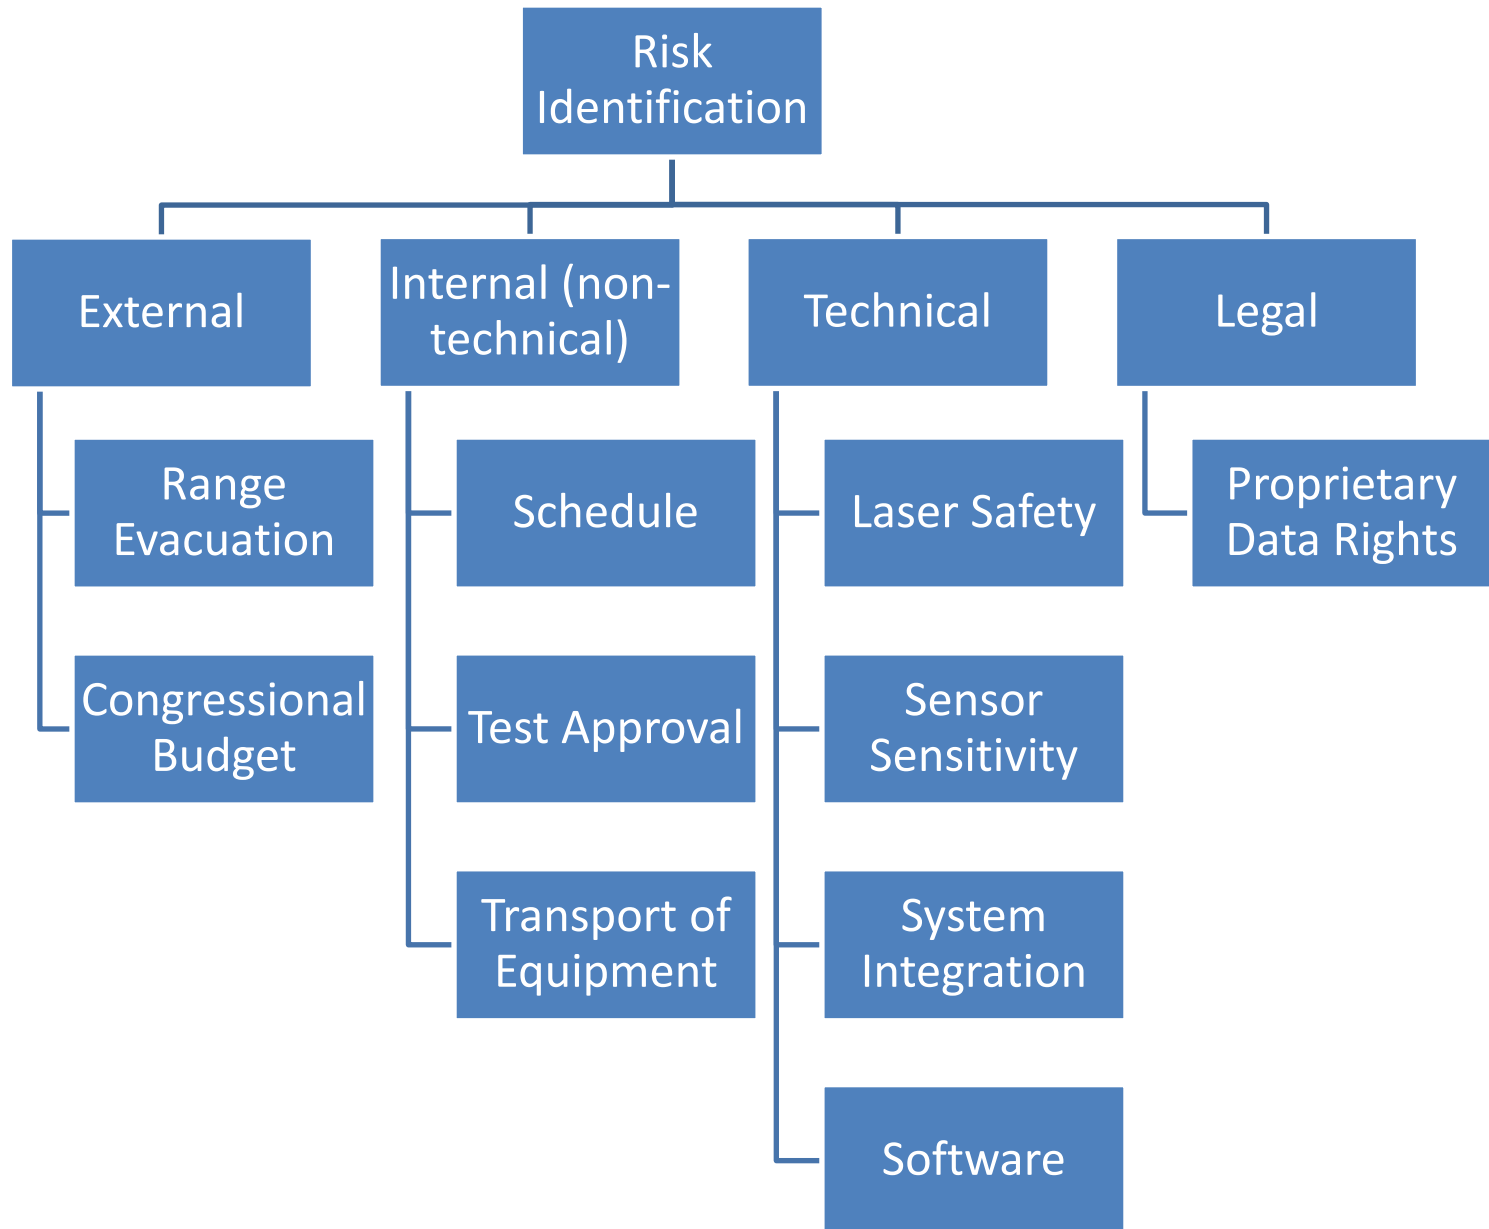 Risk
Identification
External
Internal (non-
technical)
Technical
Legal
Range
Evacuation
Schedule
Laser Safety
Proprietary
Data Rights
Congressional
Budget
Test Approval
Sensor
Sensitivity
Transport of
Equipment
System
Integration
Software